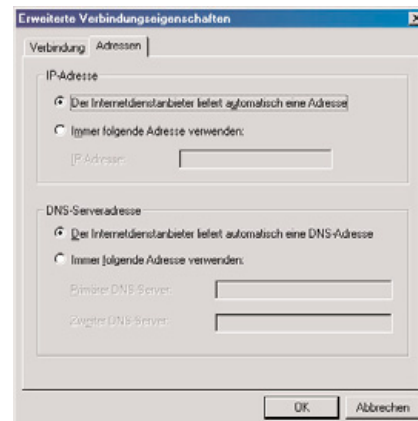 Erweiterte Verbindungseigenschaften
Verbindung
Adressen
IP-Adresse
Der Internetdienstanbieter liefert automatisch eine Adresse
Immer folgende Adresse verwenden:
IP-Adresse:
DNS-Serveradresse
Der Internetdienstanbieter liefert automatisch eine DNS-Adresse
Immer folgende Adresse verwenden:
Primärer DNS-Server:
Zweiter DNS-Server:
OK
Abbrechen